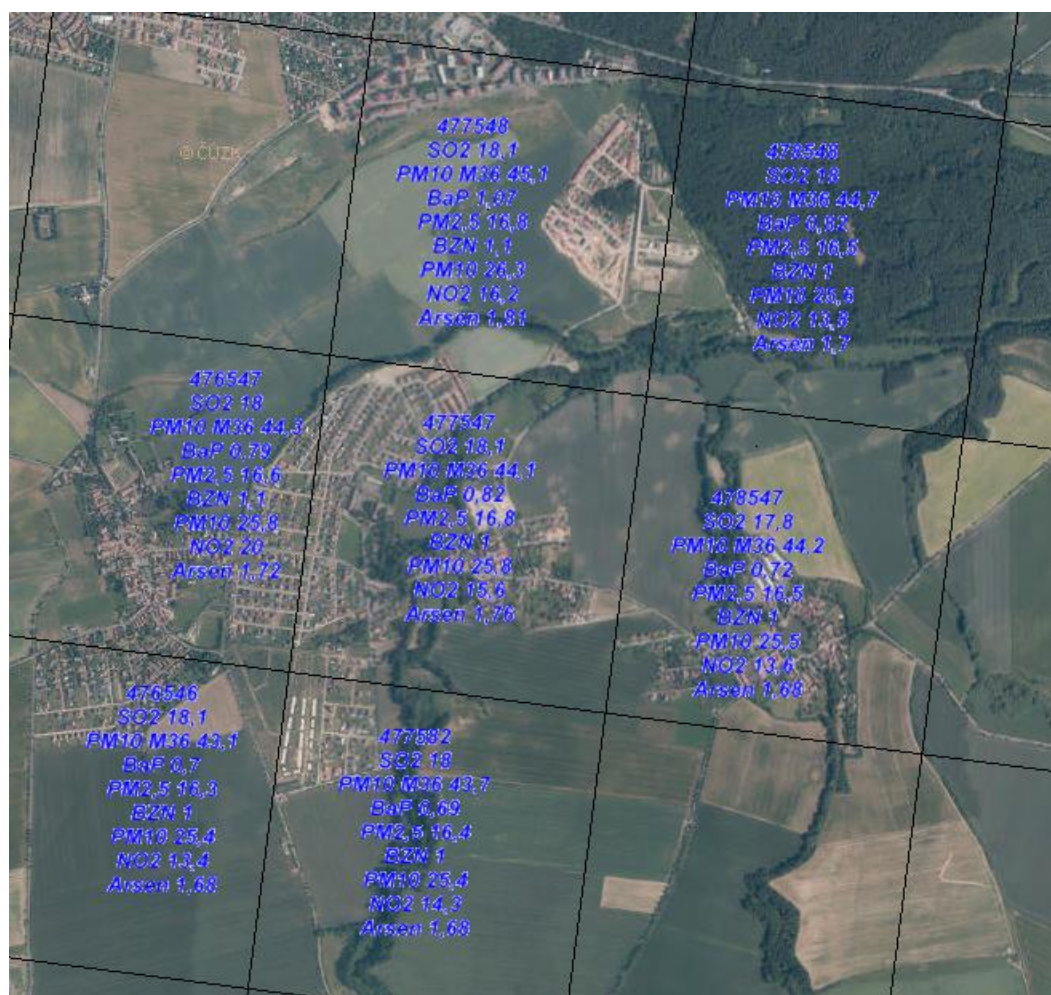 © ČÚZK
477548
SO2 18,1
PM10 M36 45,1
BaP 1,07
PM2,5 16,8
BZN 1,1
PM10 26,3
NO2 16,2
Arsen 1,81
478548
SO2 18
PM10 M36 44,7
BaP 0,82
PM2,5 16,5
BZN 1
PM10 25,6
NO2 13,8
Arsen 1,7
476547
SO2 18
PM10 M36 44,3
BaP 0,79
PM2,5 16,6
BZN 1,1
PM10 25,8
NO2 20
Arsen 1,72
477547
SO2 18,1
PM10 M36 44,1
BaP 0,82
PM2,5 16,8
BZN 1
PM10 25,8
NO2 15,6
Arsen 1,76
478547
SO2 17,8
PM10 M36 44,2
BaP 0,72
PM2,5 16,5
BZN 1
PM10 25,5
NO2 13,6
Arsen 1,68
476546
SO2 18,1
PM10 M36 43,1
BaP 0,7
PM2,5 16,3
BZN 1
PM10 25,4
NO2 13,4
Arsen 1,68
477582
SO2 18
PM10 M36 43,7
BaP 0,69
PM2,5 16,4
BZN 1
PM10 25,4
NO2 14,3
Arsen 1,68